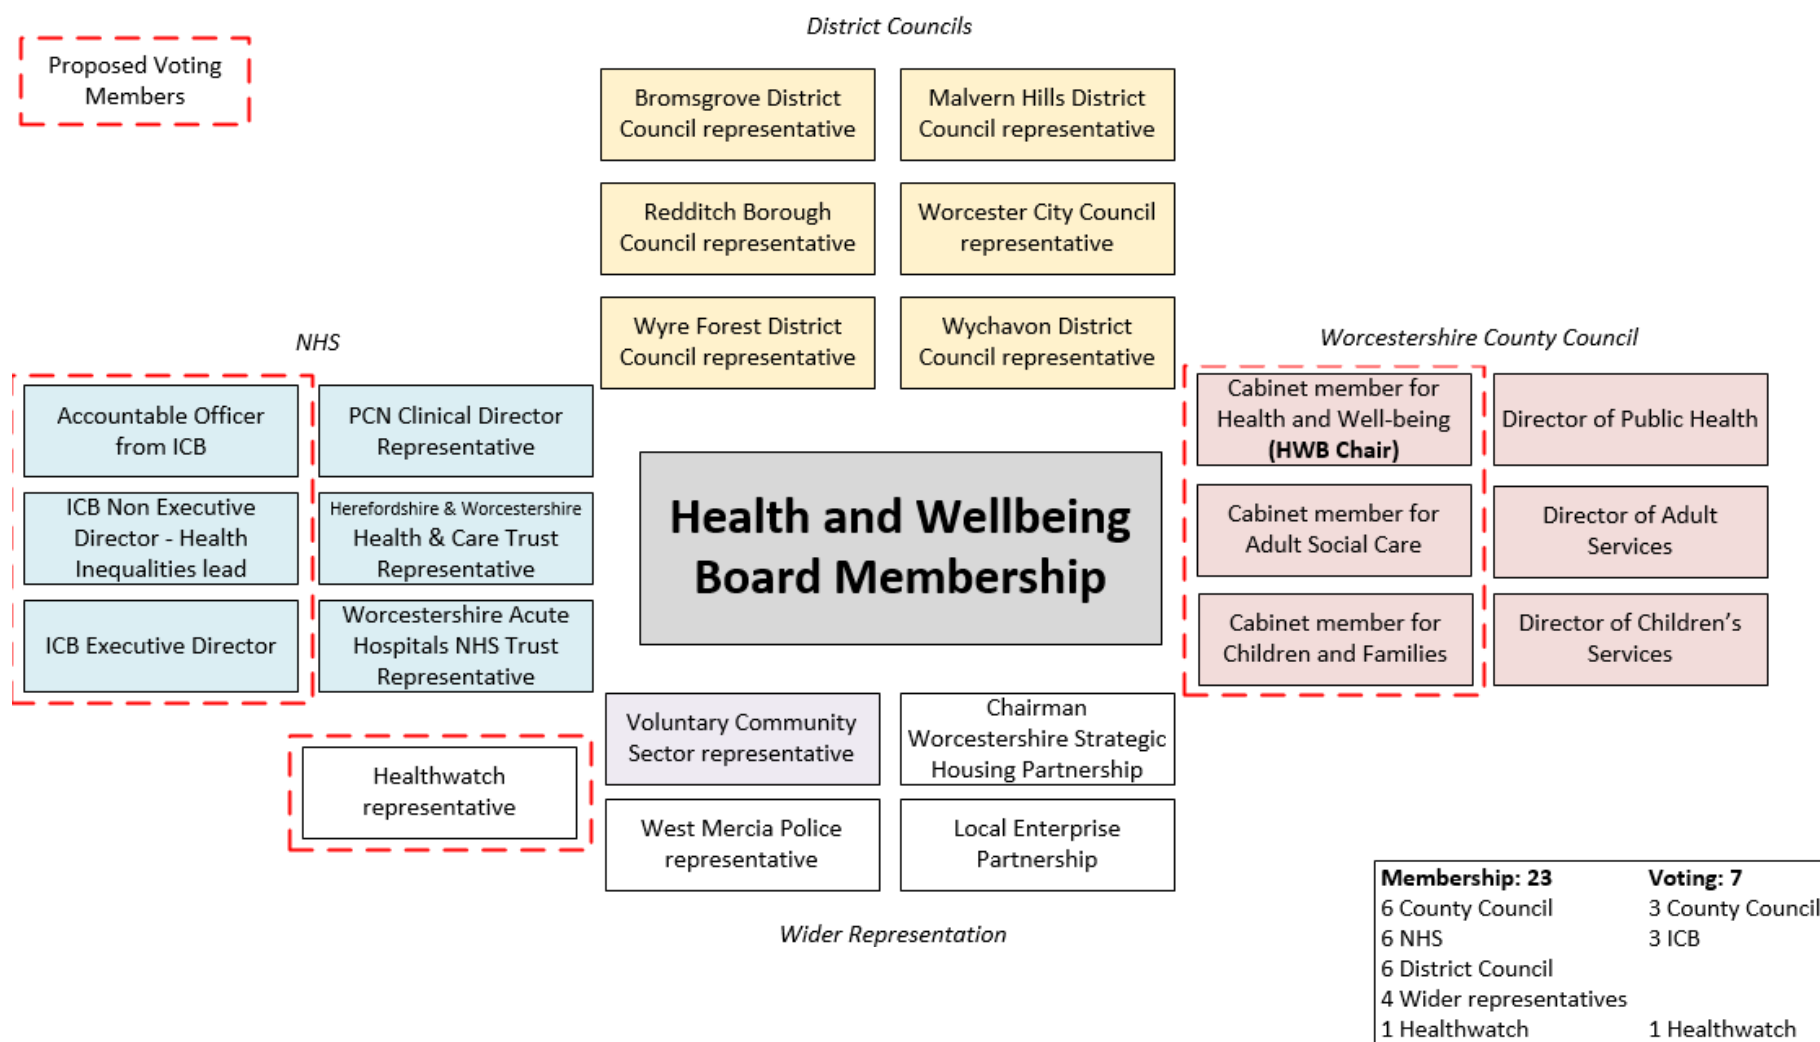 District Councils
Proposed Voting
Members
Bromsgrove District
Council representative
Malvern Hills District
Council representative
Redditch Borough
Council representative
Worcester City Council
representative
Wyre Forest District
Council representative
Wychavon District
Council representative
NHS
Accountable Officer
from ICB
PCN Clinical Director
Representative
ICB Non Executive
Director - Health
Inequalities lead
Herefordshire & Worcestershire
Health & Care Trust
Representative
ICB Executive Director
Worcestershire Acute
Hospitals NHS Trust
Representative
Health and Wellbeing
Board Membership
Worcestershire County Council
Cabinet member for
Health and Well-being
(HWB Chair)
Director of Public Health
Cabinet member for
Adult Social Care
Director of Adult
Services
Cabinet member for
Children and Families
Director of Children’s
Services
Healthwatch
representative
Voluntary Community
Sector representative
Chairman
Worcestershire Strategic
Housing Partnership
West Mercia Police
representative
Local Enterprise
Partnership
Wider Representation
Membership: 23 Voting: 7
6 County Council 3 County Council
6 NHS 3 ICB
6 District Council
4 Wider representatives
1 Healthwatch 1 Healthwatch